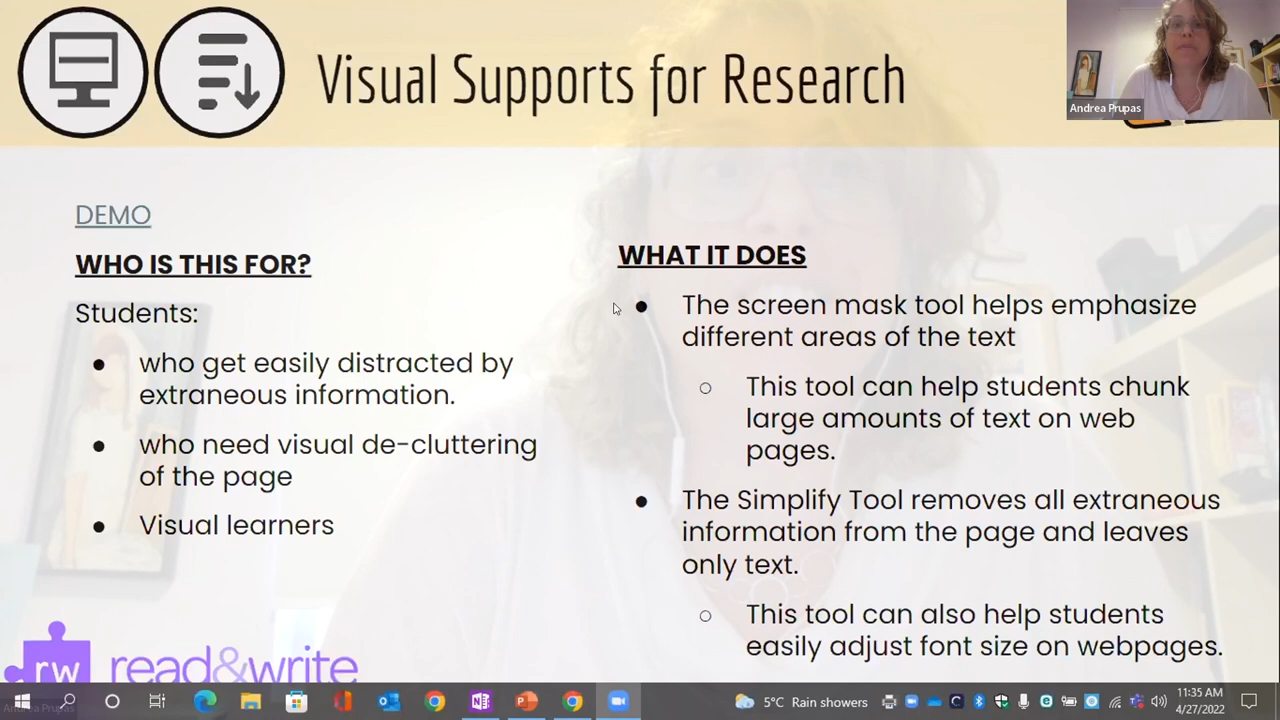 Visual Supports for Research
Andrea Prupas
DEMO
WHO IS THIS FOR?
Students:
● who get easily distracted by
extraneous information.
● who need visual de-cluttering
of the page
● Visual learners
WHAT IT DOES
● The screen mask tool helps emphasize
different areas of the text
○ This tool can help students chunk
large amounts of text on web
pages.
● The Simplify Tool removes all extraneous
information from the page and leaves
only text.
○ This tool can also help students
easily adjust font size on webpages.
rw read&write
Andrea Prupas
5°C Rain showers
11:35 AM
4/27/2022